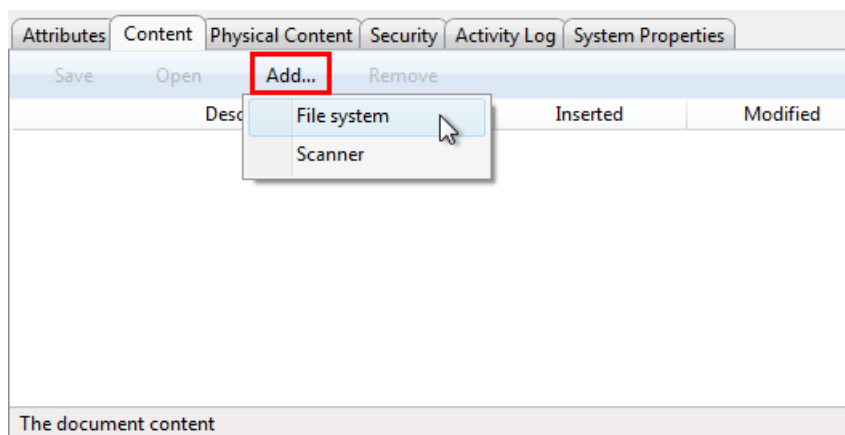 Attributes Content Physical Content Security Activity Log System Properties
Save Open Add... Remove
Desc Inserted Modified
File system
Scanner
The document content